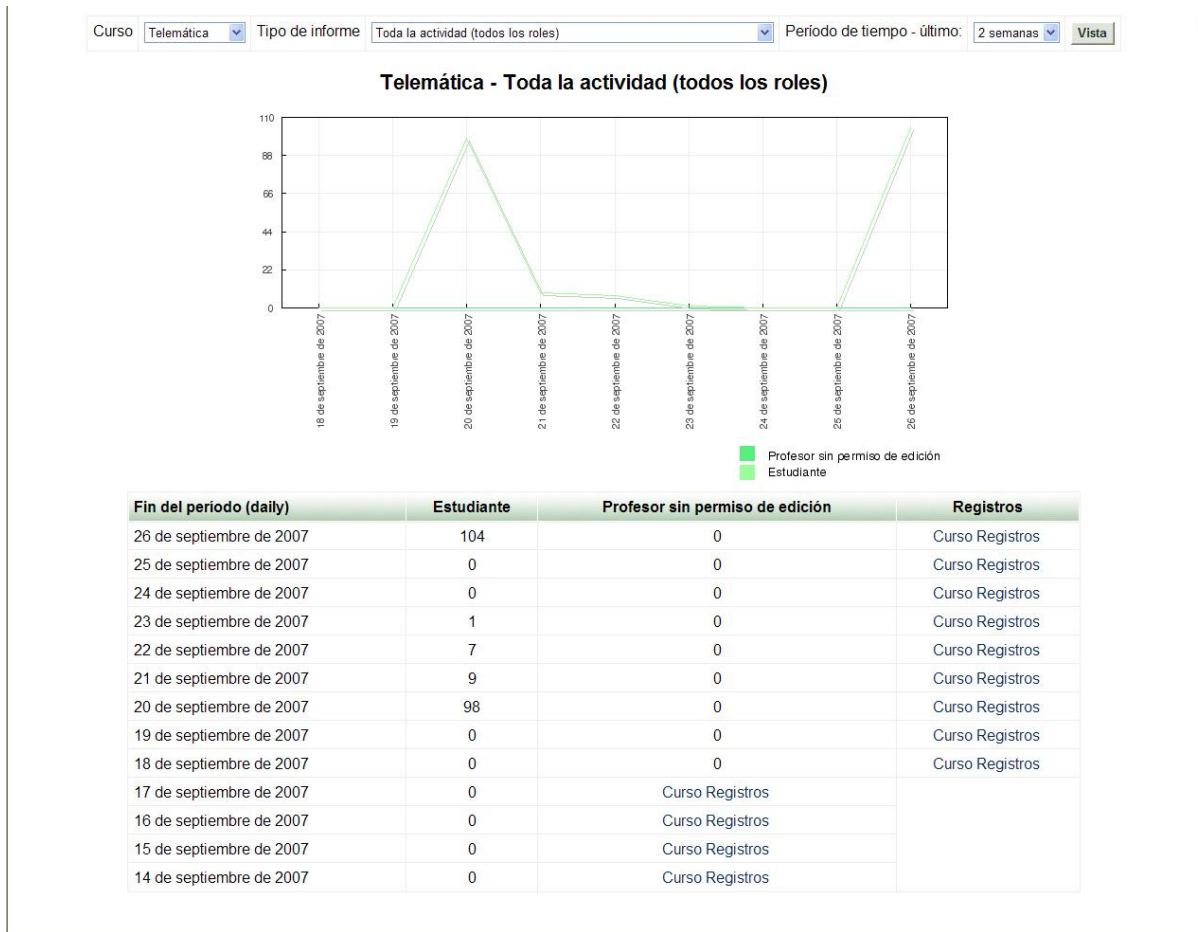 Curso Telemática Tipo de informe Toda la actividad (todos los roles) Período de tiempo - último: 2 semanas Vista
Telemática - Toda la actividad (todos los roles)
110
88
66
44
22
0
18 de septiembre de 2007
19 de septiembre de 2007
20 de septiembre de 2007
21 de septiembre de 2007
22 de septiembre de 2007
23 de septiembre de 2007
24 de septiembre de 2007
25 de septiembre de 2007
26 de septiembre de 2007
Profesor sin permiso de edición
Estudiante
Fin del período (daily) Estudiante Profesor sin permiso de edición Registros
26 de septiembre de 2007 104 0 Curso Registros
25 de septiembre de 2007 0 0 Curso Registros
24 de septiembre de 2007 0 0 Curso Registros
23 de septiembre de 2007 1 0 Curso Registros
22 de septiembre de 2007 7 0 Curso Registros
21 de septiembre de 2007 9 0 Curso Registros
20 de septiembre de 2007 98 0 Curso Registros
19 de septiembre de 2007 0 0 Curso Registros
18 de septiembre de 2007 0 0 Curso Registros
17 de septiembre de 2007 0 Curso Registros
16 de septiembre de 2007 0 Curso Registros
15 de septiembre de 2007 0 Curso Registros
14 de septiembre de 2007 0 Curso Registros